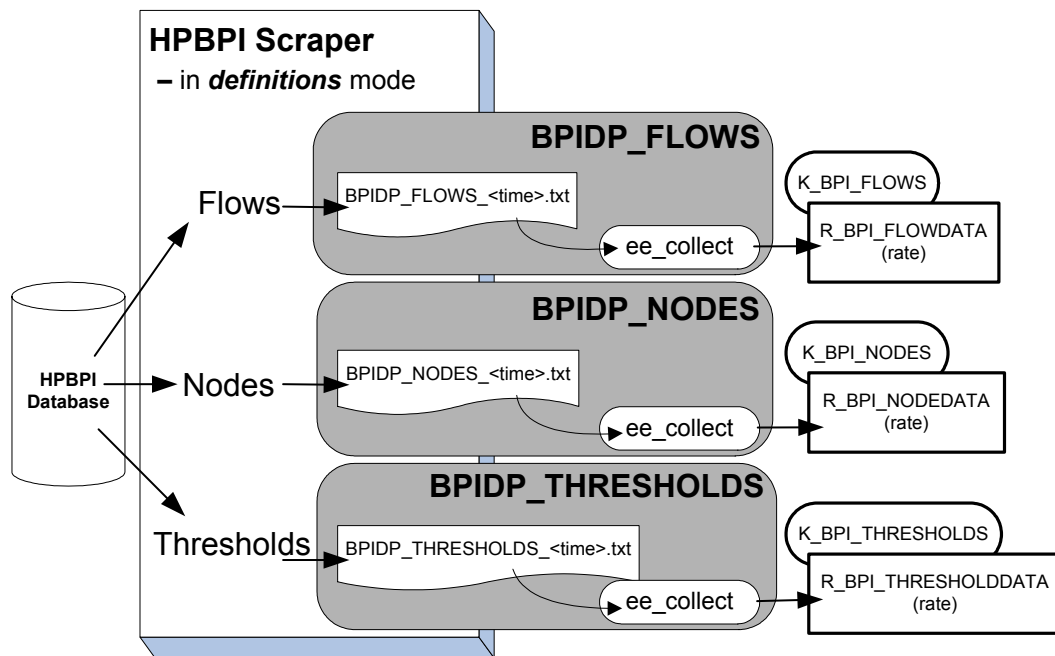 HPBPI Scraper
– in definitions mode
HPBPI
Database
Flows
BPIDP_FLOWS
BPIDP_FLOWS_<time>.txt
ee_collect
K_BPI_FLOWS
R_BPI_FLOWDATA
(rate)
Nodes
BPIDP_NODES
BPIDP_NODES_<time>.txt
ee_collect
K_BPI_NODES
R_BPI_NODEDATA
(rate)
Thresholds
BPIDP_THRESHOLDS
BPIDP_THRESHOLDS_<time>.txt
ee_collect
K_BPI_THRESHOLDS
R_BPI_THRESHOLDDATA
(rate)